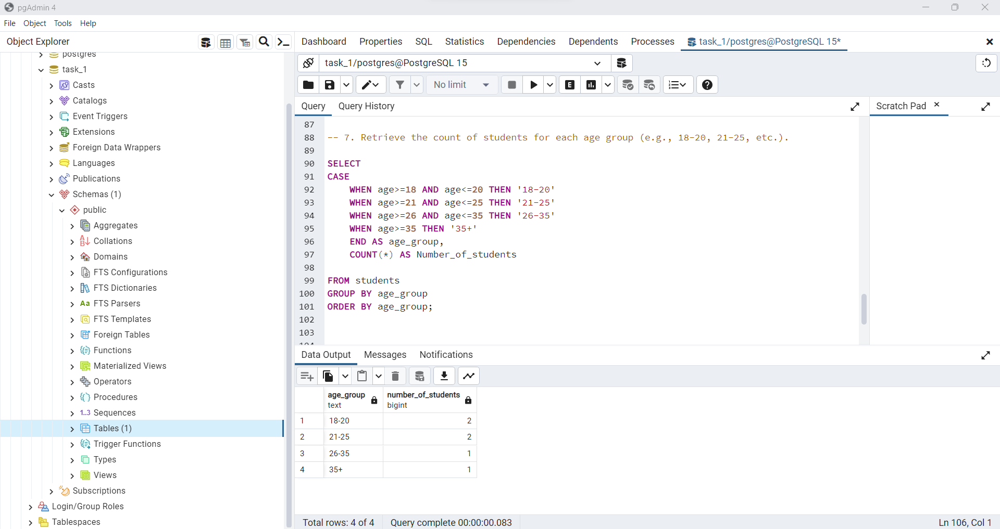 pgAdmin 4
File Object Tools Help
Object Explorer
Dashboard Properties SQL Statistics Dependencies Dependents Processes task_1/postgres@PostgreSQL 15*
postgres
task_1
Casts
Catalogs
Event Triggers
Extensions
Foreign Data Wrappers
Languages
Publications
Schemas (1)
public
Aggregates
Collations
Domains
FTS Configurations
FTS Dictionaries
Aa FTS Parsers
FTS Templates
Foreign Tables
Functions
Materialized Views
Operators
Procedures
1..3 Sequences
Tables (1)
Trigger Functions
Types
Views
Subscriptions
Login/Group Roles
Tablespaces
task_1/postgres@PostgreSQL 15
No limit
E
Query Query History
Scratch Pad
87
88 -- 7. Retrieve the count of students for each age group (e.g., 18-20, 21-25, etc.).
89
90 SELECT
91 CASE
92 WHEN age>=18 AND age<=20 THEN '18-20'
93 WHEN age>=21 AND age<=25 THEN '21-25'
94 WHEN age>=26 AND age<=35 THEN '26-35'
95 WHEN age>=35 THEN '35+'
96 END AS age_group,
97 COUNT(*) AS Number_of_students
98
99 FROM students
100 GROUP BY age_group
101 ORDER BY age_group;
102
103
104
Data Output Messages Notifications
age_group number_of_students
text bigint
1 18-20 2
2 21-25 2
3 26-35 1
4 35+ 1
Total rows: 4 of 4 Query complete 00:00:00.083 Ln 106, Col 1